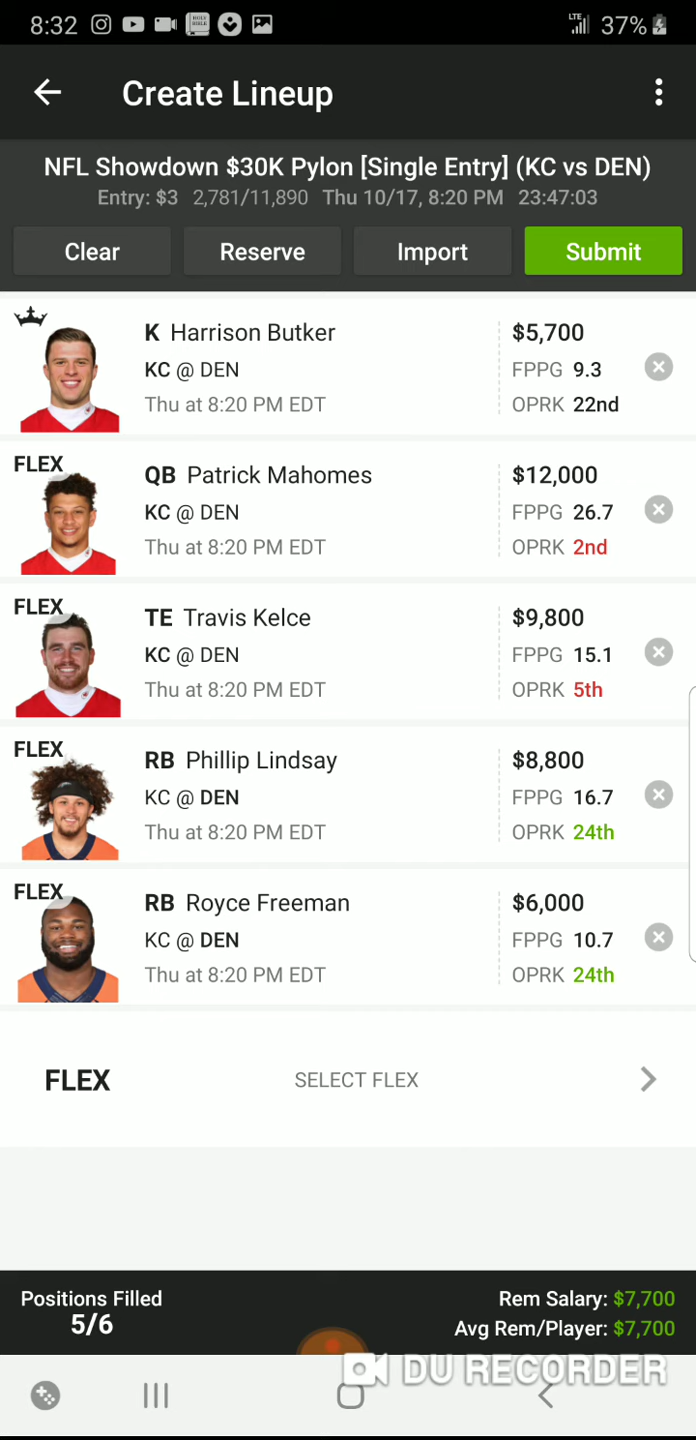 8:32 HOLY BIBLE LTE 37%
Create Lineup
NFL Showdown $30K Pylon [Single Entry] (KC vs DEN)
Entry: $3 2,781/11,890 Thu 10/17, 8:20 PM 23:47:03
Clear Reserve Import Submit
K Harrison Butker $5,700
KC @ DEN FPPG 9.3
Thu at 8:20 PM EDT OPRK 22nd
FLEX QB Patrick Mahomes $12,000
KC @ DEN FPPG 26.7
Thu at 8:20 PM EDT OPRK 2nd
FLEX TE Travis Kelce $9,800
KC @ DEN FPPG 15.1
Thu at 8:20 PM EDT OPRK 5th
FLEX RB Phillip Lindsay $8,800
KC @ DEN FPPG 16.7
Thu at 8:20 PM EDT OPRK 24th
FLEX RB Royce Freeman $6,000
KC @ DEN FPPG 10.7
Thu at 8:20 PM EDT OPRK 24th
FLEX SELECT FLEX
Positions Filled Rem Salary: $7,700
5/6 Avg Rem/Player: $7,700
DU RECORDER